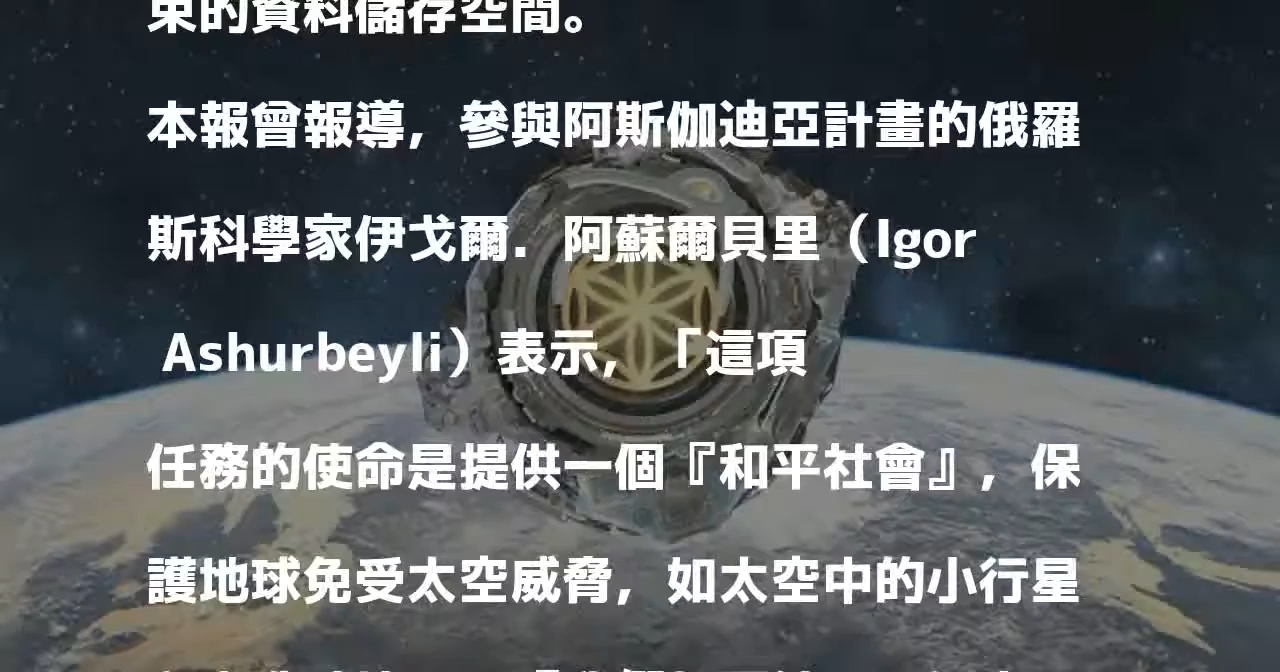 束的資料儲存空間。
本報曾報導，參與阿斯伽迪亞計畫的俄羅
斯科學家伊戈爾．阿蘇爾貝里（Igor
Ashurbeyli）表示，「這項
任務的使命是提供一個『和平社會』，保
護地球免受太空威脅，如太空中的小行星